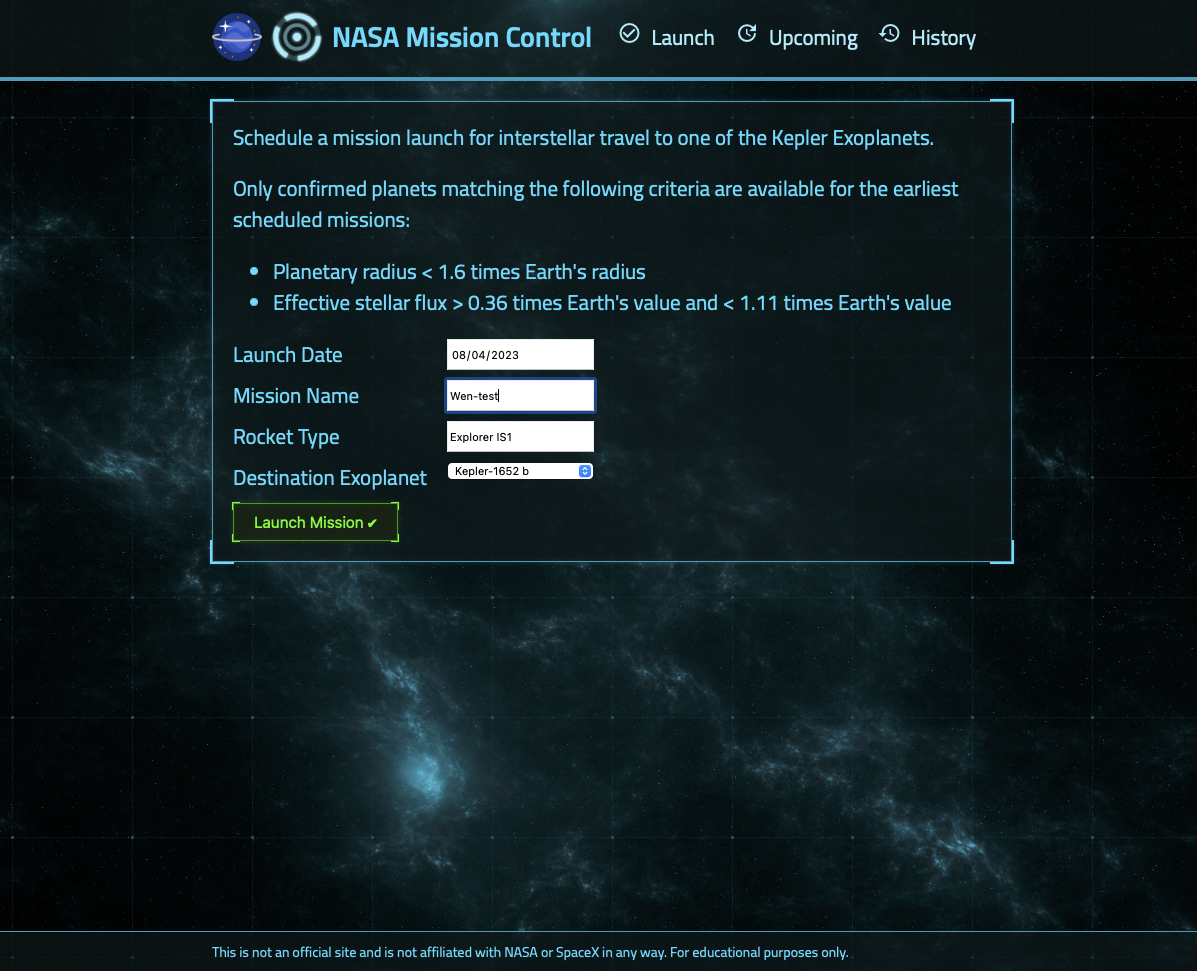 NASA Mission Control Launch Upcoming History
Schedule a mission launch for interstellar travel to one of the Kepler Exoplanets.
Only confirmed planets matching the following criteria are available for the earliest
scheduled missions:
• Planetary radius < 1.6 times Earth's radius
• Effective stellar flux > 0.36 times Earth's value and < 1.11 times Earth's value
Launch Date 08/04/2023
Mission Name Wen-test
Rocket Type Explorer IS1
Destination Exoplanet Kepler-1652 b
Launch Mission ✔
This is not an official site and is not affiliated with NASA or SpaceX in any way. For educational purposes only.